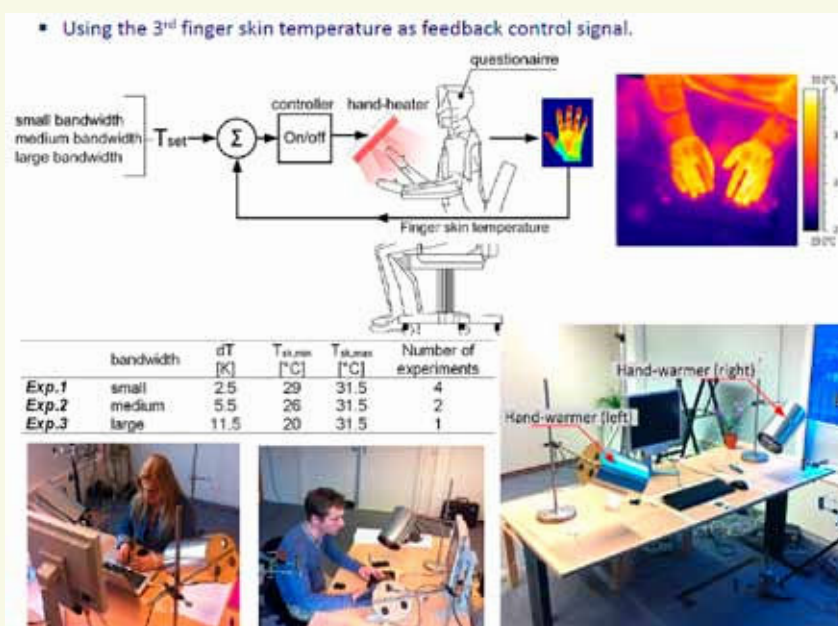 ▪ Using the 3rd finger skin temperature as feedback control signal.
questionairre
controller hand-heater
small bandwidth
medium bandwidth
large bandwidth
Tset
Σ
On/off
Finger skin temperature
bandwidth dT [K] Tsk,min [°C] Tsk,max [°C] Number of experiments
Exp.1 small 2.5 29 31.5 4
Exp.2 medium 5.5 26 31.5 2
Exp.3 large 11.5 20 31.5 1
Hand-warmer (right)
Hand-warmer (left)